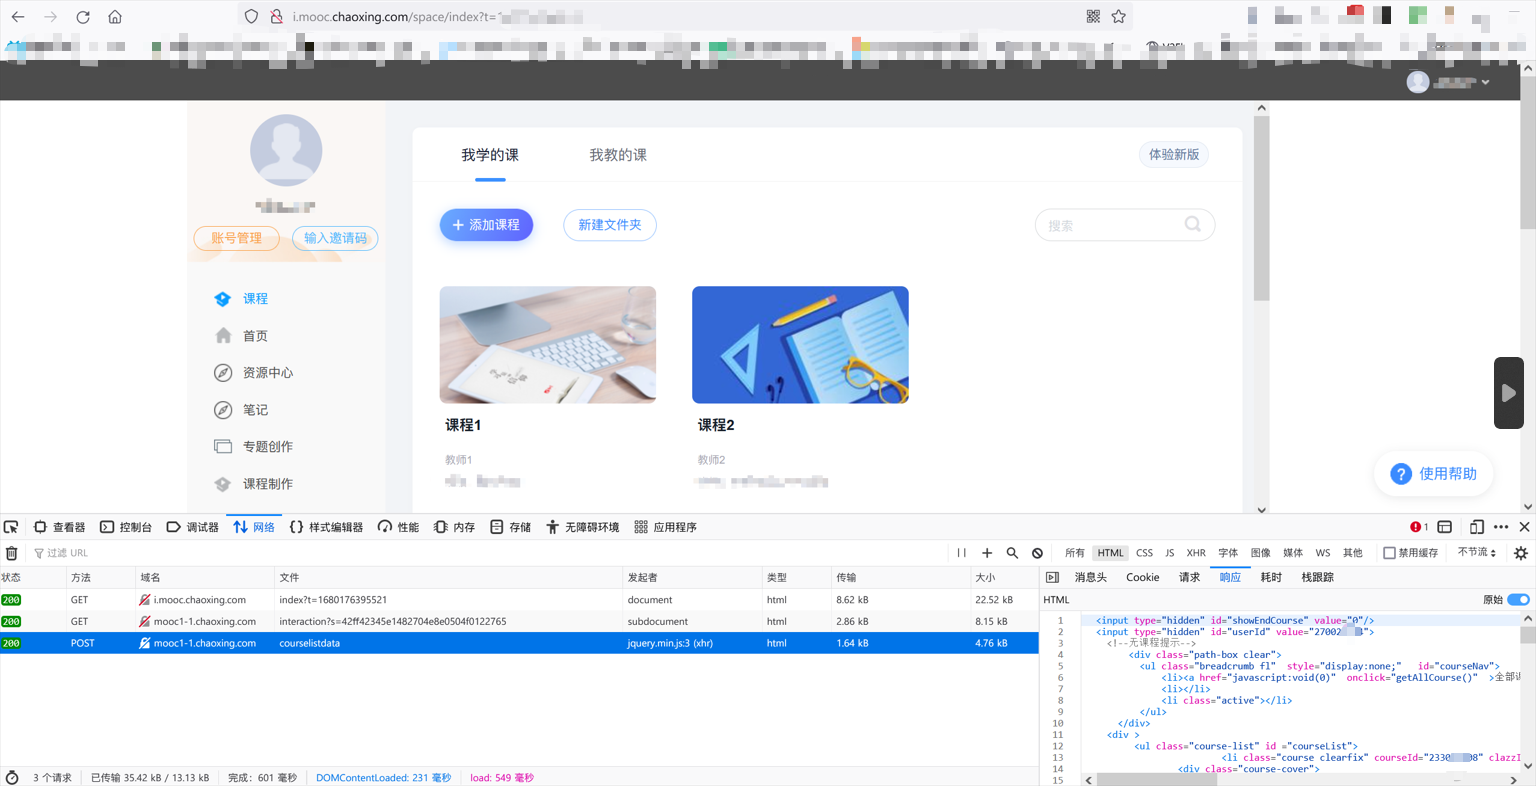 i.mooc.chaoxing.com/space/index?t=
我学的课
我教的课
体验新版
+ 添加课程
新建文件夹
搜索
账号管理
输入邀请码
课程
首页
资源中心
笔记
专题创作
课程制作
课程1
课程2
教师1
教师2
? 使用帮助
查看器 控制台 调试器 网络 {} 样式编辑器 性能 内存 存储 无障碍环境 应用程序 1
过滤 URL
所有 HTML CSS JS XHR 字体 图像 媒体 WS 其他 禁用缓存 不节流
状态 方法 域名 文件 发起者 类型 传输 大小
200 GET i.mooc.chaoxing.com index?t=1680176395521 document html 8.62 kB 22.52 kB
200 GET mooc1-1.chaoxing.com interaction?s=42ff42345e1482704e8e0504f0122765 subdocument html 2.86 kB 8.15 kB
200 POST mooc1-1.chaoxing.com courselistdata jquery.min.js:3 (xhr) html 1.64 kB 4.76 kB
消息头 Cookie 请求 响应 耗时 栈跟踪
HTML 原始
1 <input type="hidden" id="showEndCourse" value="0"/>
2 <input type="hidden" id="userId" value="27002
3 <!--无课程提示-->
4 <div class="path-box clear">
5 <ul class="breadcrumb fl" style="display:none;" id="courseNav">
6 <li><a href="javascript:void(0)" onclick="getAllCourse()" >全部
7 <li></li>
8 <li class="active"></li>
9 </ul>
10 </div>
11 <div >
12 <ul class="course-list" id ="courseList">
13 <li class="course clearfix" courseId="2330 08" clazzI
14 <div class="course-cover">
15
3 个请求 已传输 35.42 kB / 13.13 kB 完成：601 毫秒 DOMContentLoaded: 231 毫秒 load: 549 毫秒